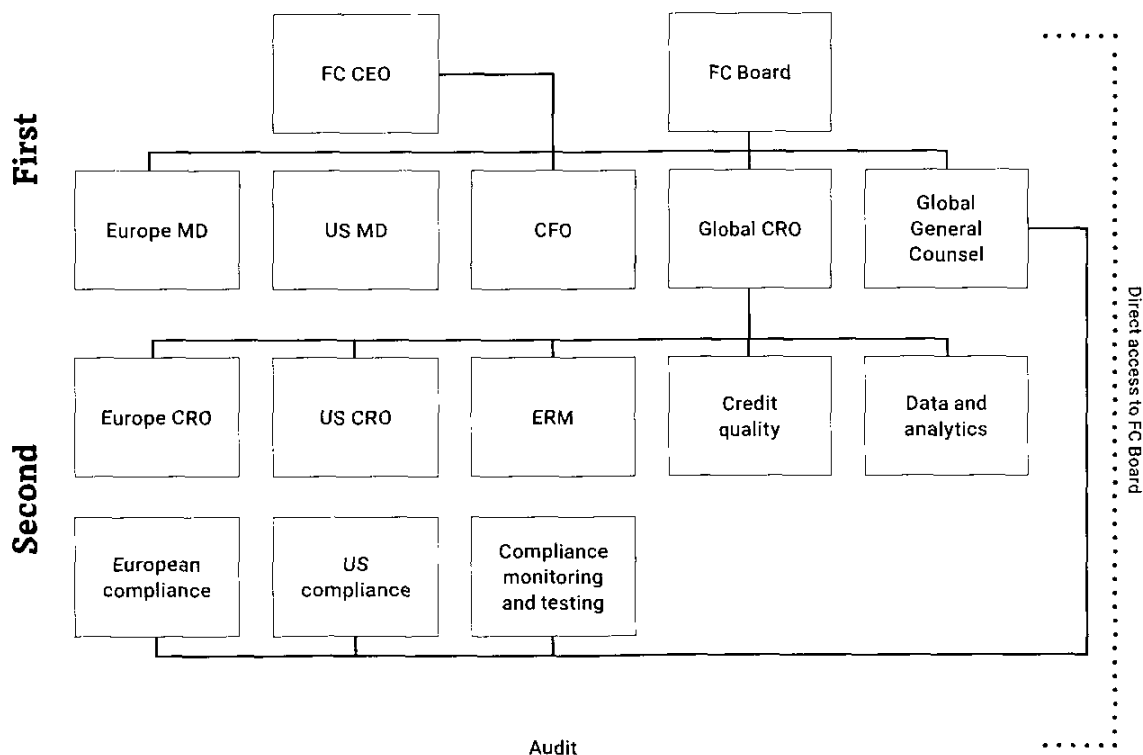 First
FC CEO
FC Board
Europe MD
US MD
CFO
Global CRO
Global
General
Counsel
Second
Europe CRO
US CRO
ERM
Credit
quality
Data and
analytics
European
compliance
US
compliance
Compliance
monitoring
and testing
Direct access to FC Board
Audit